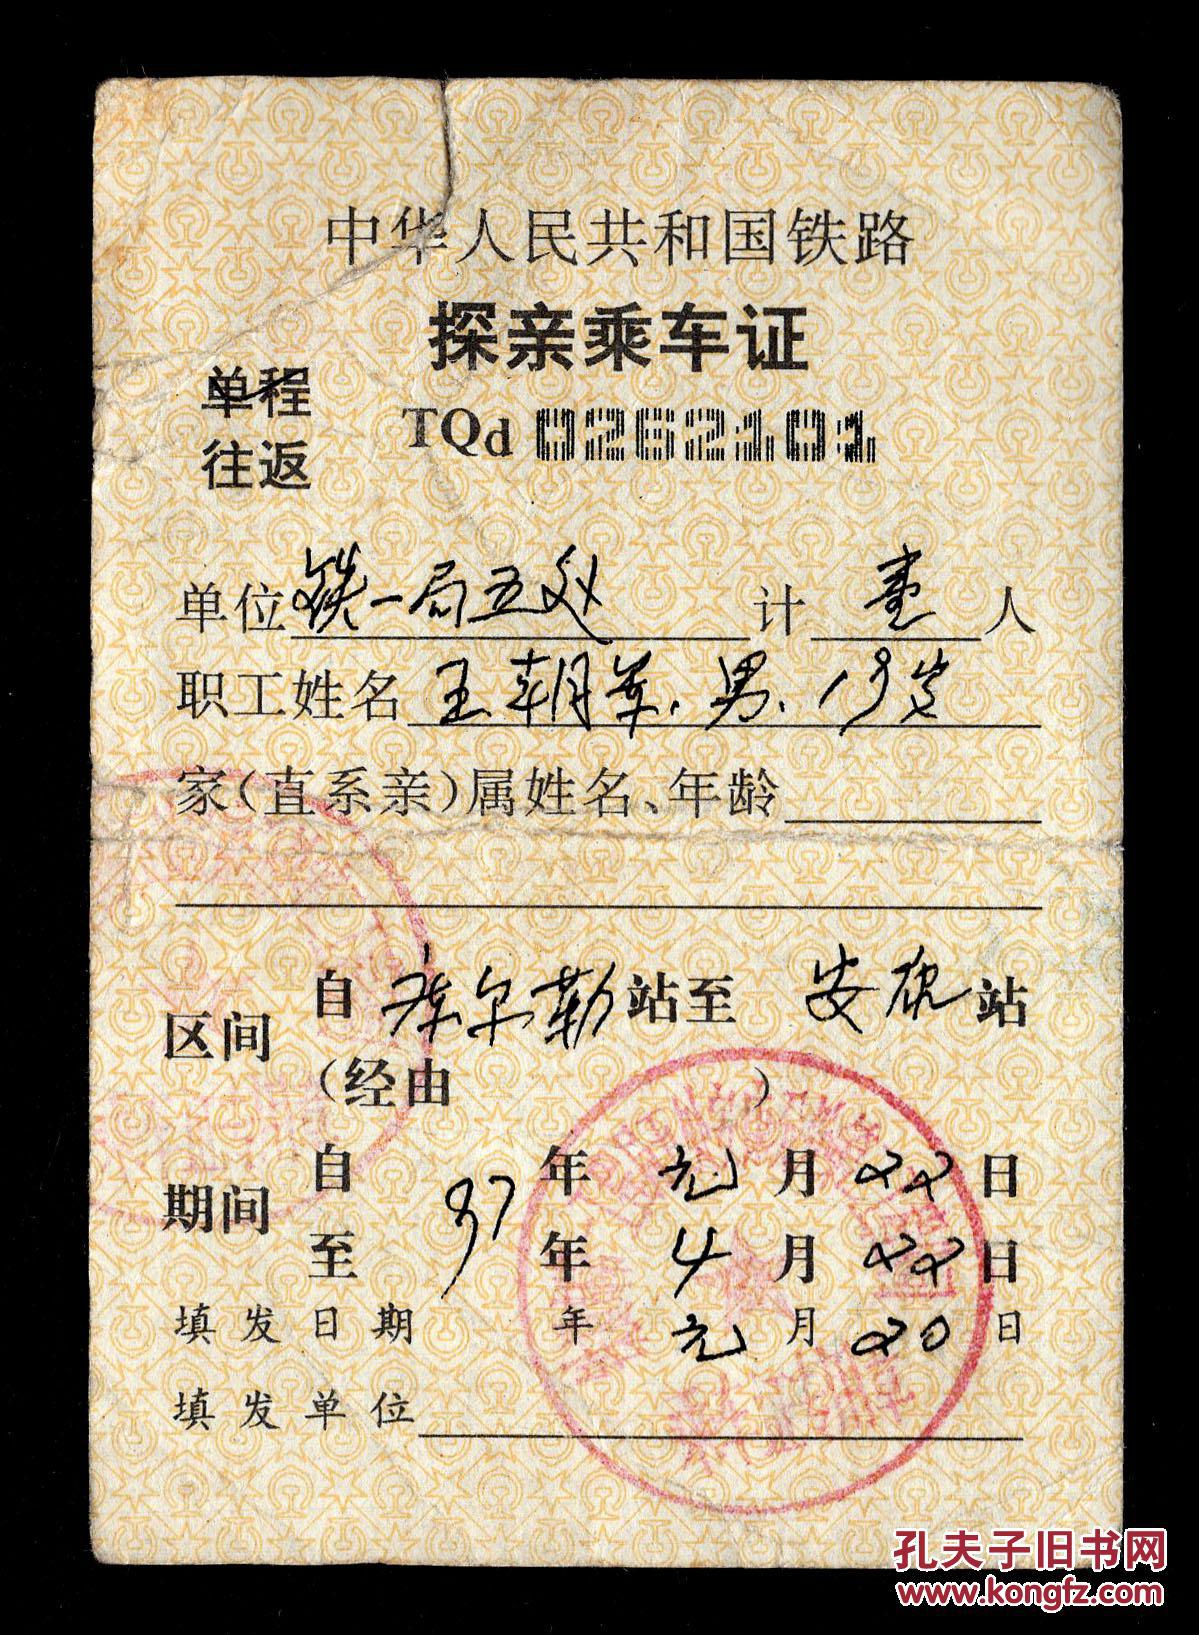 中华人民共和国铁路
探亲乘车证
单程
往返
TQd 0262101
单位 铁一局五处 计 壹 人
职工姓名 王朝军、男、19岁
家(直系亲)属姓名、年龄
区间 自 库尔勒 站至 安康 站
(经由 )
期间 自 97 年 元 月 22 日
至 年 4 月 22 日
填发日期 年 元 月 20 日
填发单位
孔夫子旧书网
www.kongfz.com